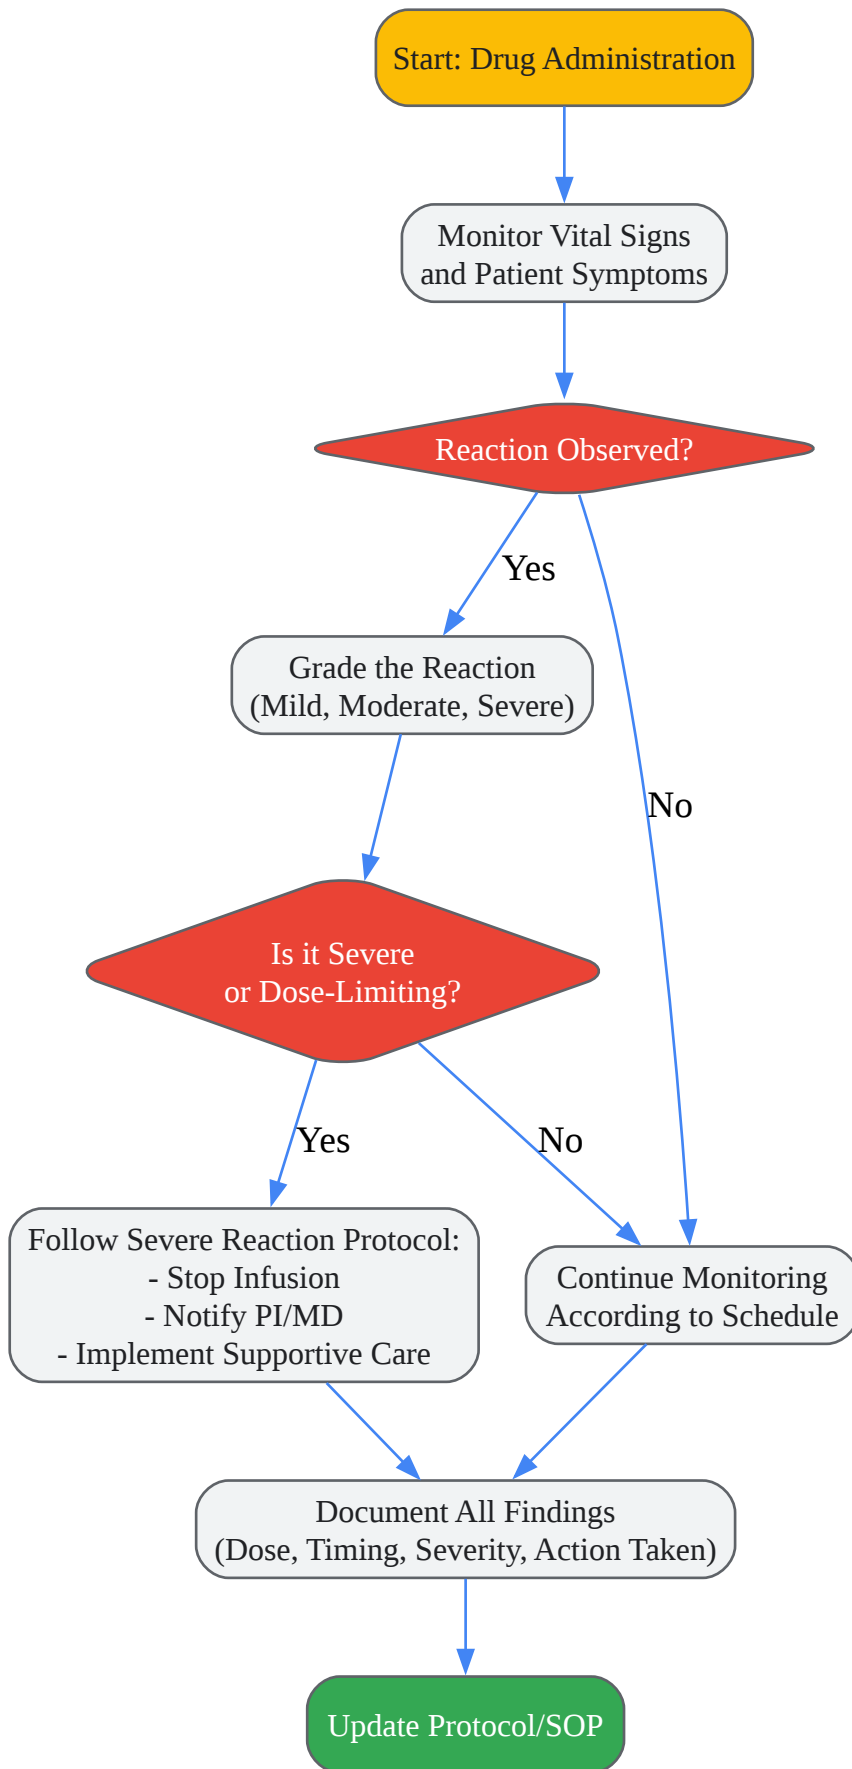 Start: Drug Administration
Monitor Vital Signs
and Patient Symptoms
Reaction Observed?
Yes
Grade the Reaction
(Mild, Moderate, Severe)
No
Is it Severe
or Dose-Limiting?
Yes
No
Follow Severe Reaction Protocol:
- Stop Infusion
- Notify PI/MD
- Implement Supportive Care
Continue Monitoring
According to Schedule
Document All Findings
(Dose, Timing, Severity, Action Taken)
Update Protocol/SOP